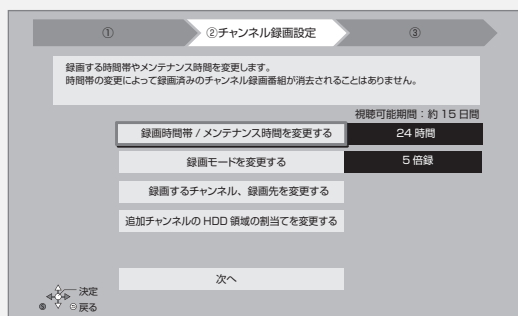 ① ②チャンネル録画設定 ③
録画する時間帯やメンテナンス時間を変更します。
時間帯の変更によって録画済みのチャンネル録画番組が消去されることはありません。
視聴可能期間：約 15 日間
録画時間帯 / メンテナンス時間を変更する 24 時間
録画モードを変更する 5 倍録
録画するチャンネル、録画先を変更する
追加チャンネルの HDD 領域の割当てを変更する
次へ
決定
戻る